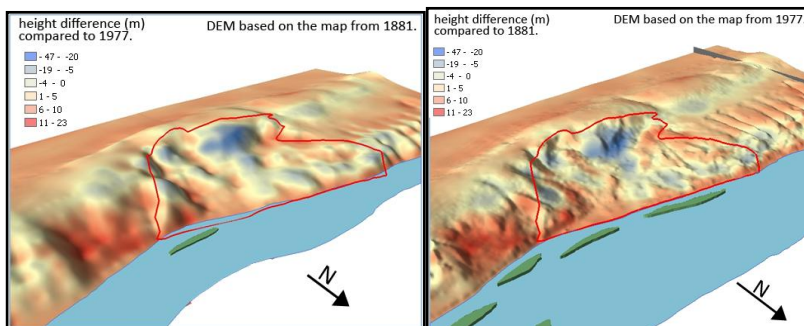 height difference (m)
compared to 1977.
DEM based on the map from 1881.
- 47 - -20
-19 - -5
-4 - 0
1 - 5
6 - 10
11 - 23
N
height difference (m)
compared to 1881.
DEM based on the map from 1977.
- 47 - -20
-19 - -5
-4 - 0
1 - 5
6 - 10
11 - 23
N